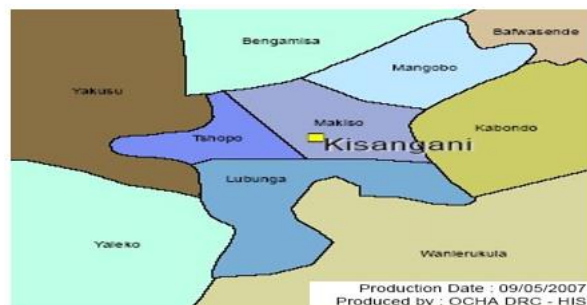 Bafwasende
Bengamisa
Mangobo
Yakusu
Makiso
Kabondo
Tshopo
Kisangani
Lubunga
Yaleko
Wanierukula
Production Date : 09/05/2007
Produced by : OCHA DRC - HIS